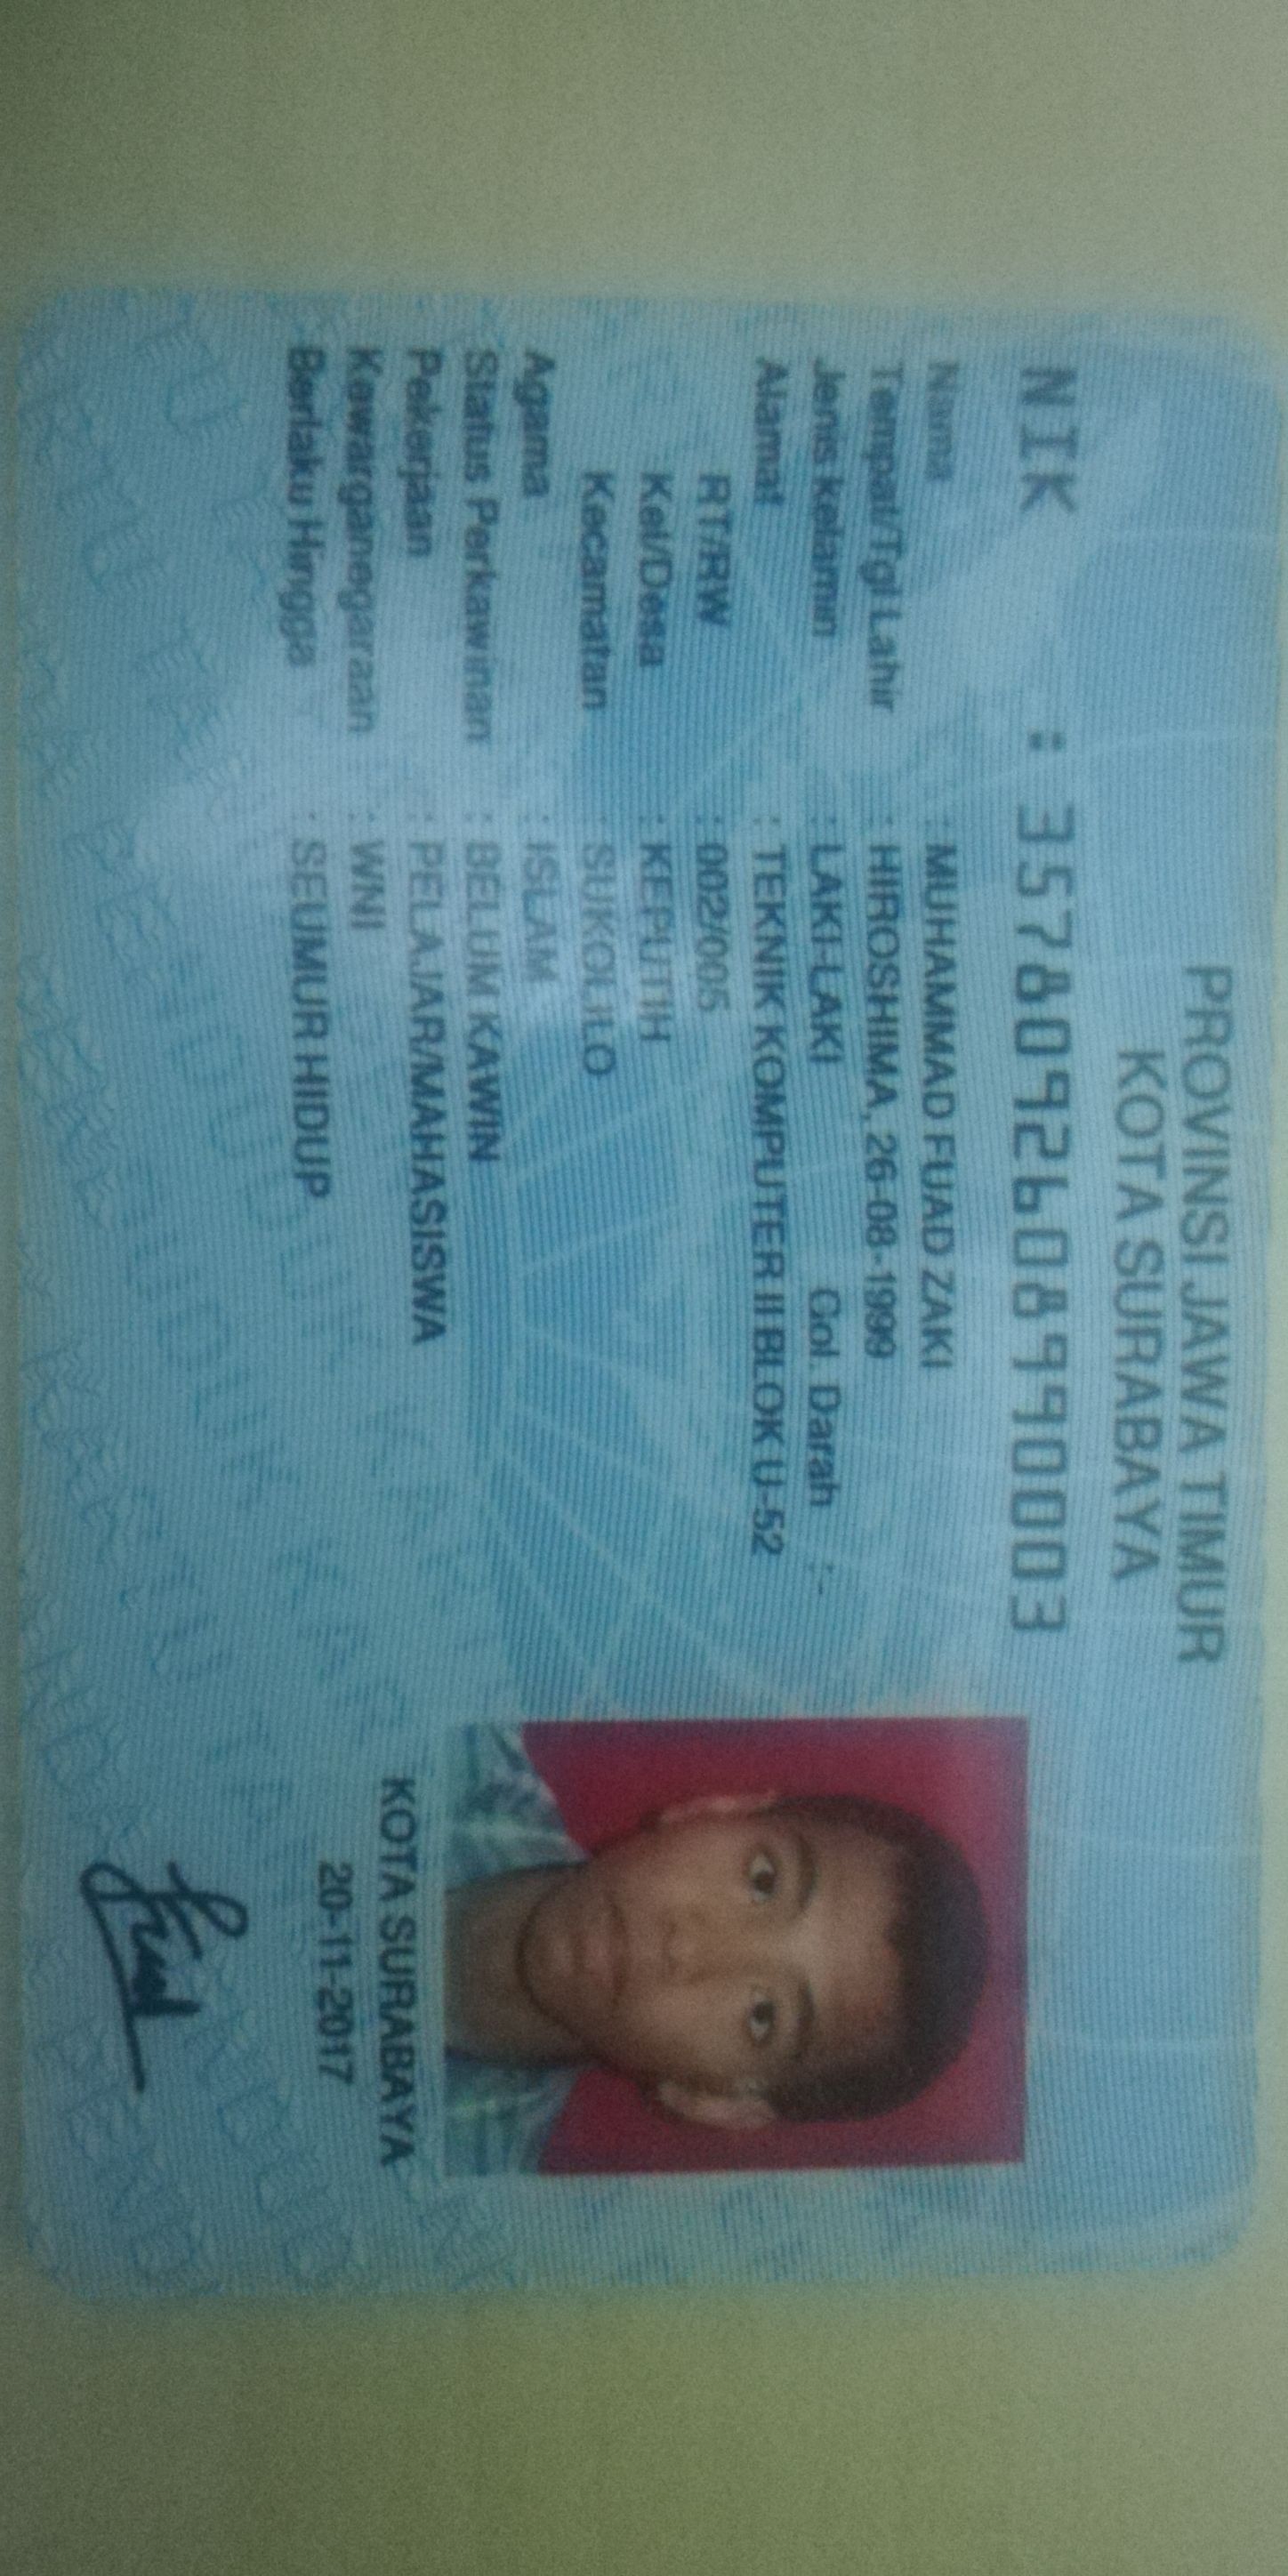 PROVINSI JAWA TIMUR
KOTA SURABAYA
NIK : 3578092608990003
Nama : MUHAMMAD FUAD ZAKI
Tempat/Tgl Lahir : HIROSHIMA, 26-08-1999
Jenis kelamin : LAKI-LAKI Gol. Darah : -
Alamat : TEKNIK KOMPUTER II BLOK U-52
RT/RW : 002/005
Kel/Desa : KEPUTIH
Kecamatan : SUKOLILO
Agama : ISLAM
Status Perkawinan : BELUM KAWIN
Pekerjaan : PELAJAR/MAHASISWA
Kewarganegaraan : WNI
Berlaku Hingga : SEUMUR HIDUP
KOTA SURABAYA
20-11-2017